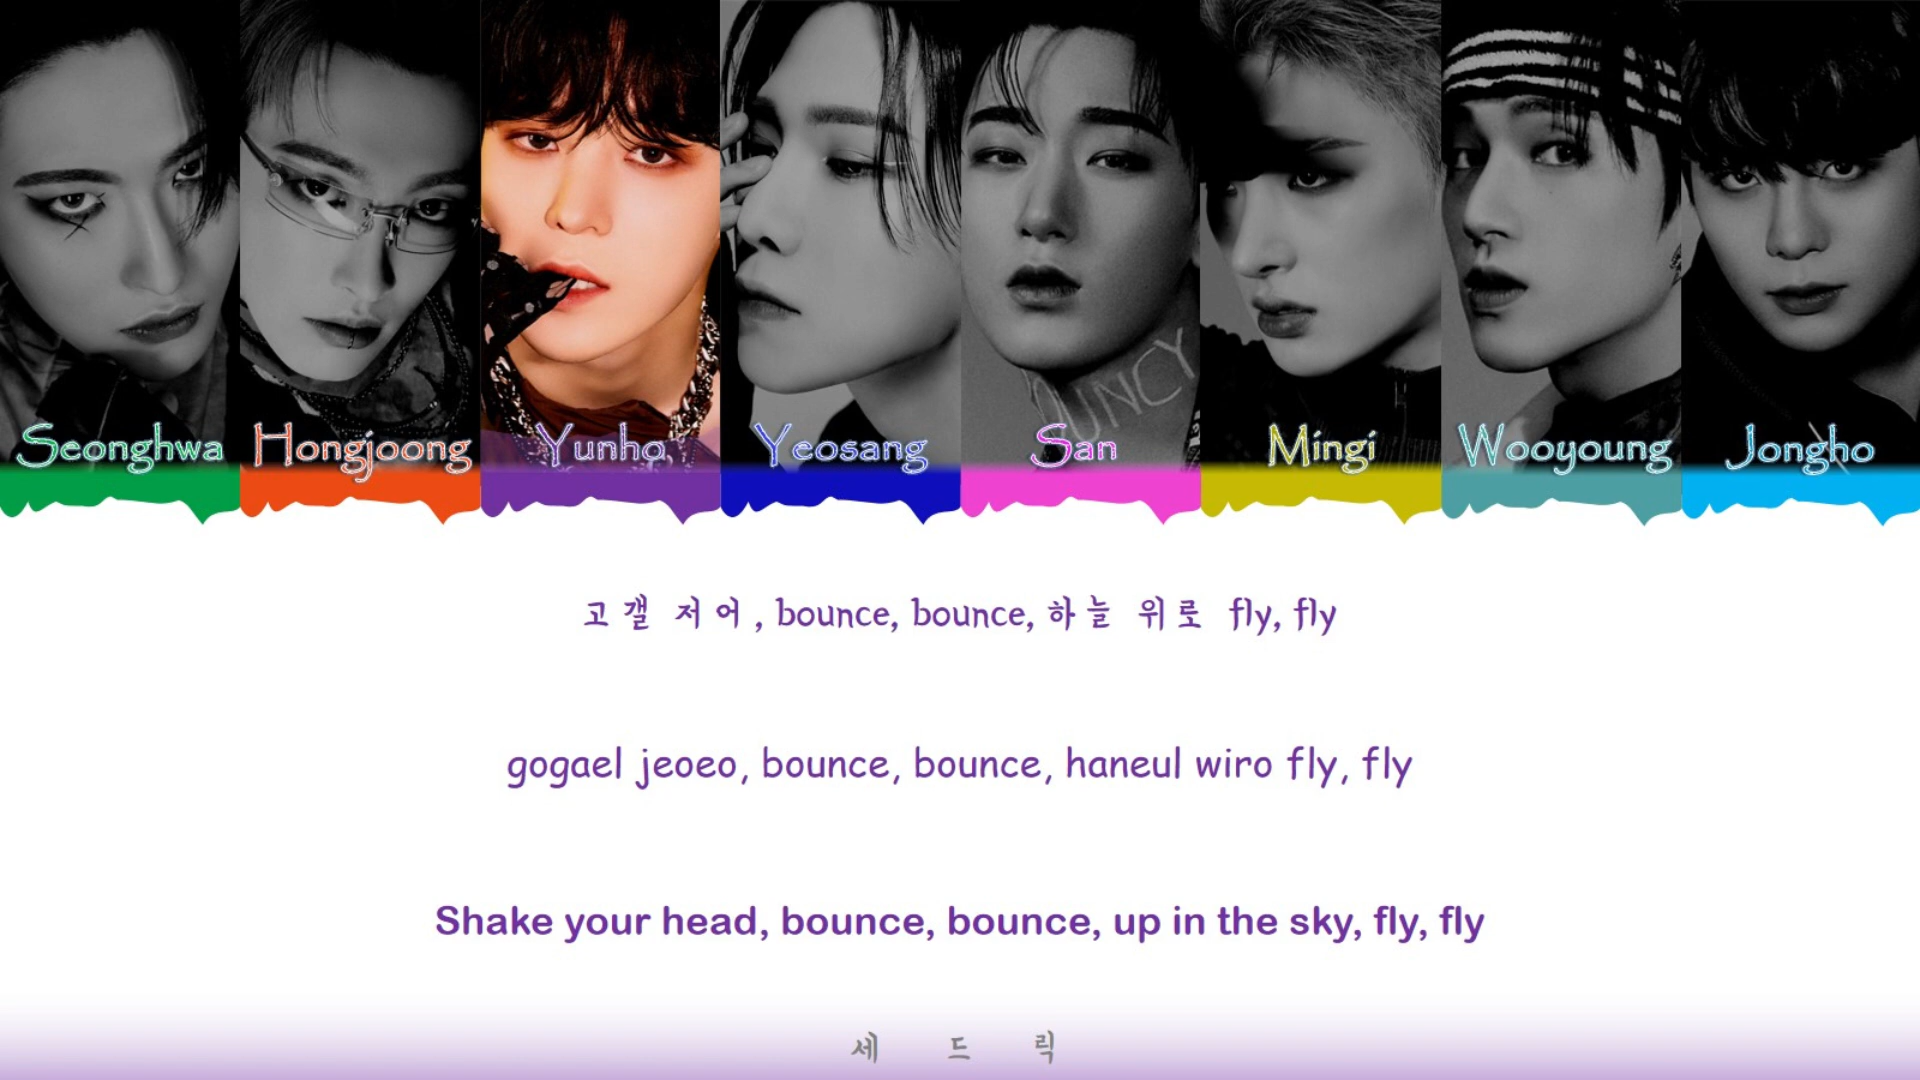 OUNCY
Seonghwa Hongjoong Yunho Yeosang San Mingi Wooyoung Jongho
고갤 저어, bounce, bounce, 하늘 위로 fly, fly
gogael jeoeo, bounce, bounce, haneul wiro fly, fly
Shake your head, bounce, bounce, up in the sky, fly, fly
세드릭